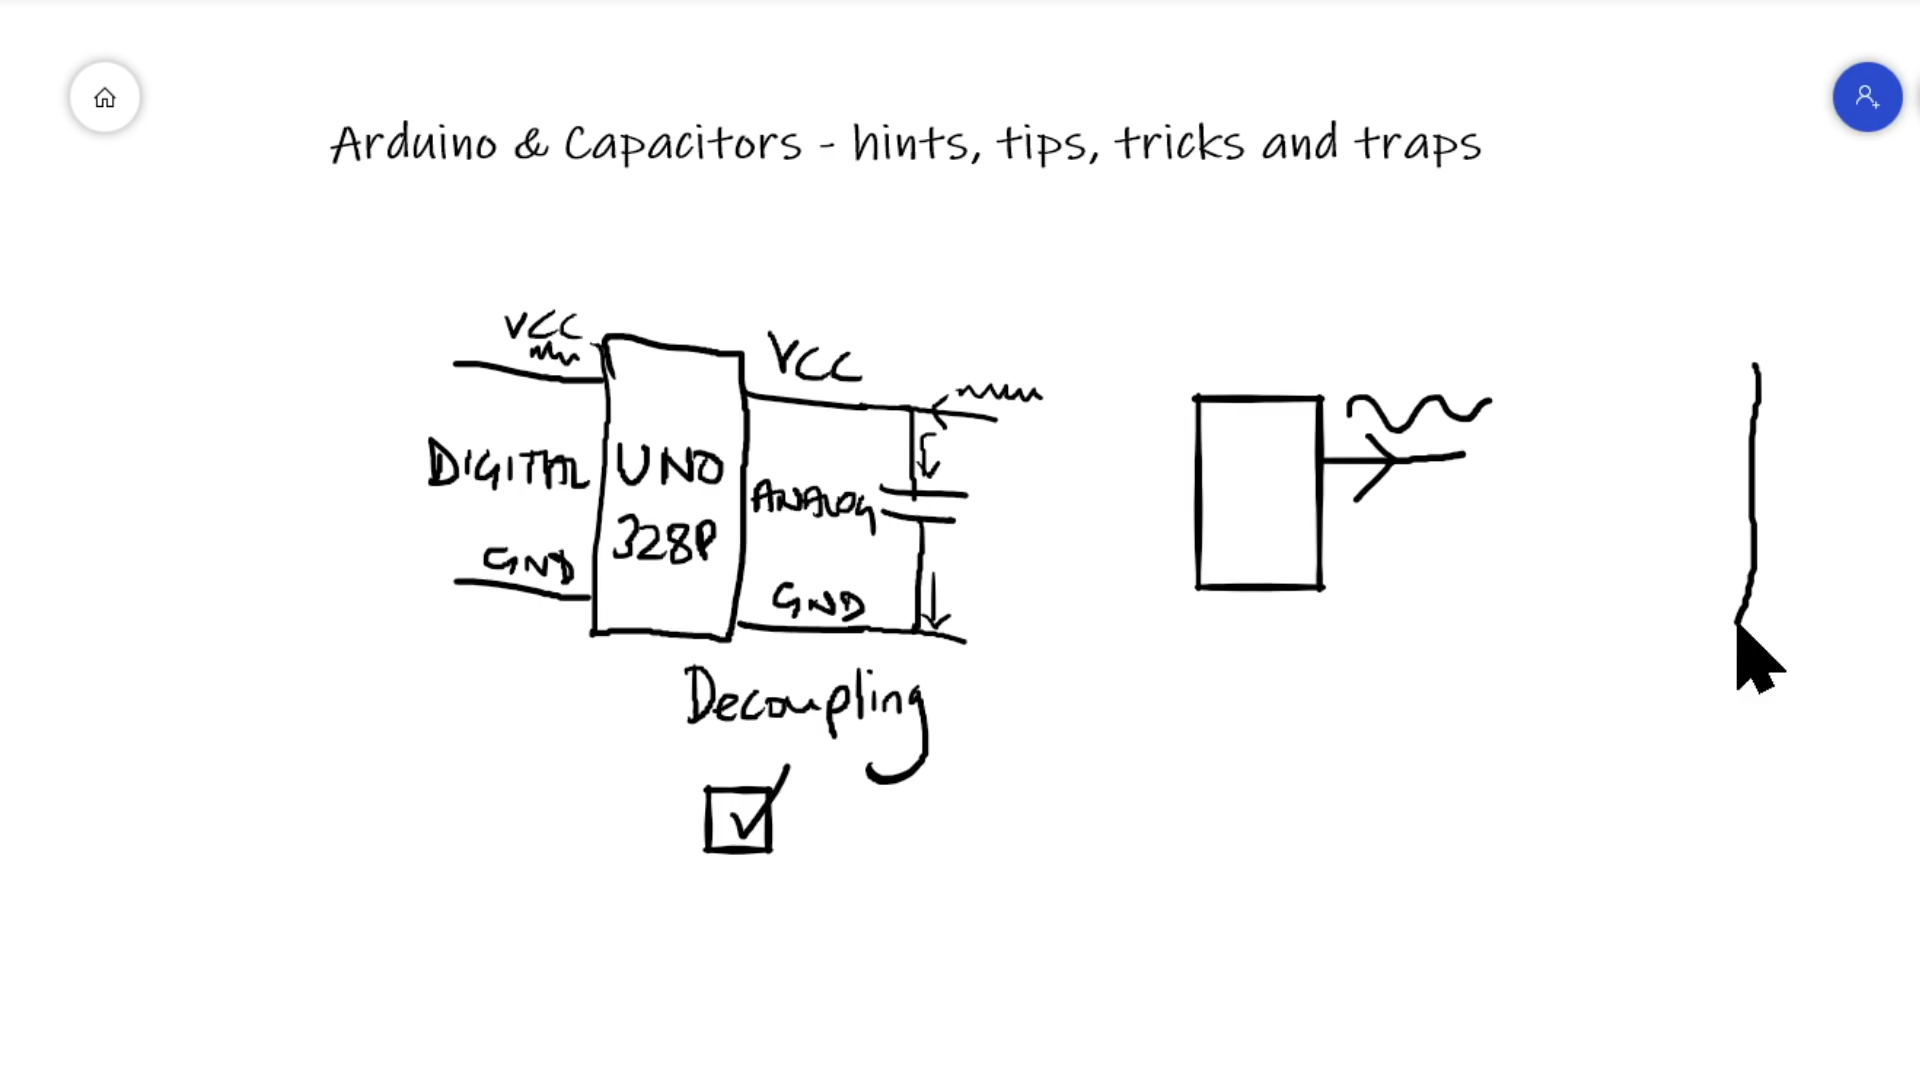 Arduino & Capacitors - hints, tips, tricks and traps
VCC
VCC
DIGITAL
UNO
328P
ANALOG
GND
GND
Decoupling